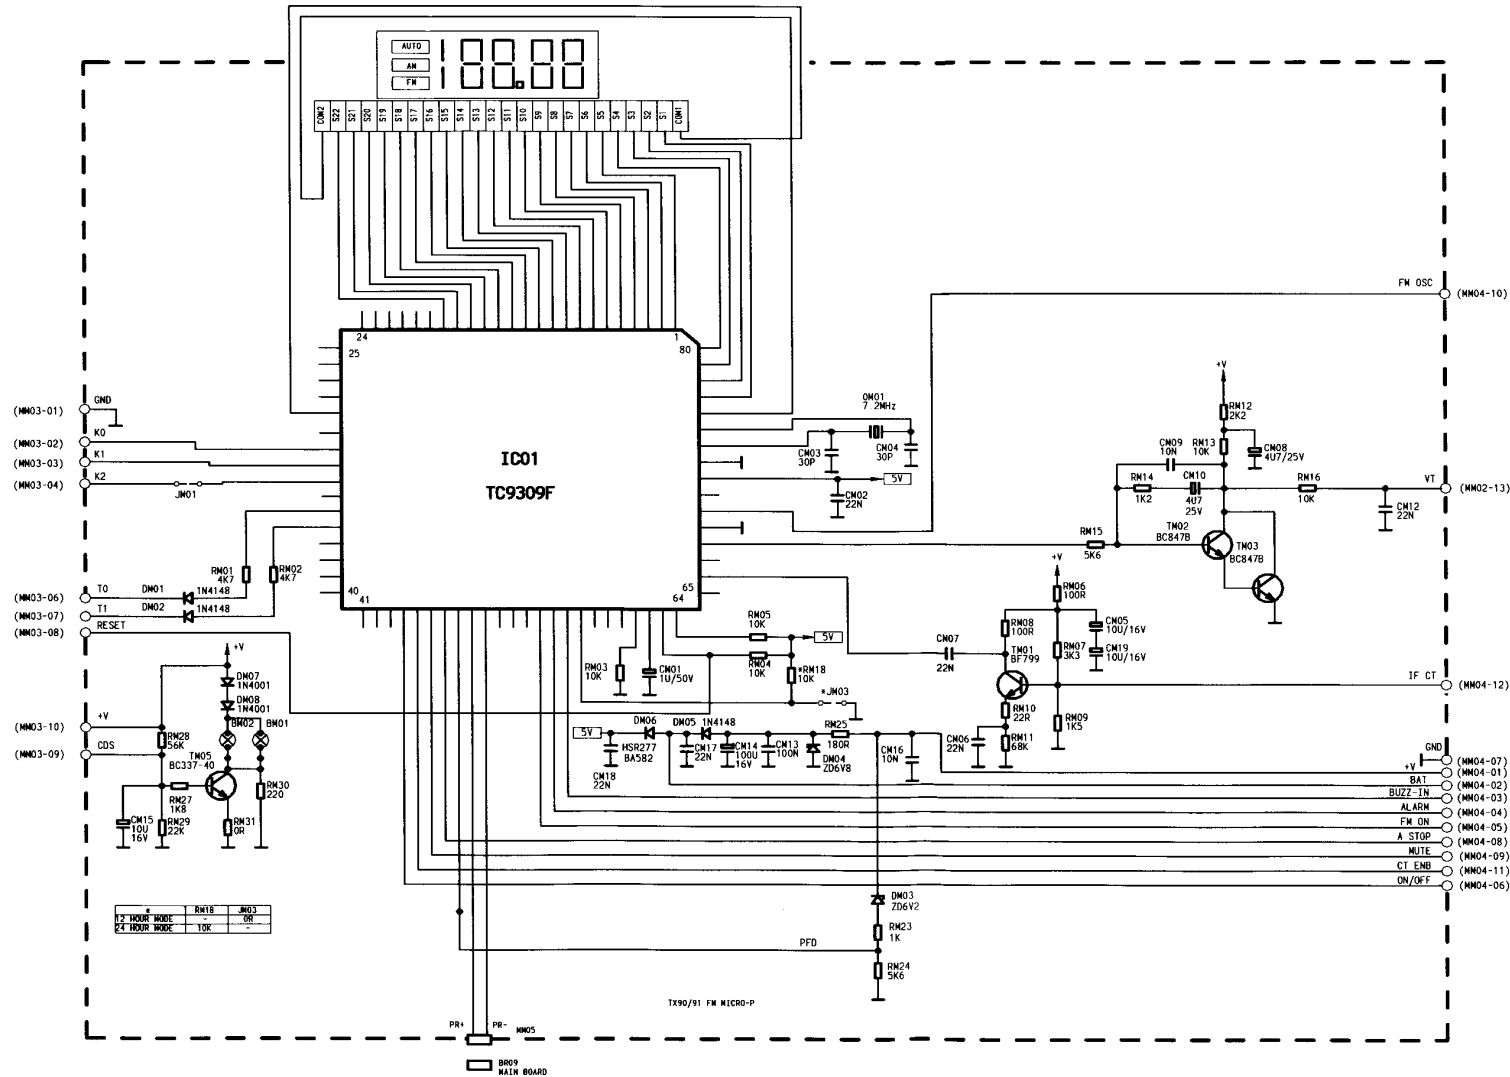 AUTO
AM
FM
188.88
COM2 S22 S21 S20 S19 S18 S17 S16 S15 S14 S13 S12 S11 S10 S9 S8 S7 S6 S5 S4 S3 S2 S1 COM1
24
1
25
80
FM OSC
(MM04-10)
(MM03-01)
GND
(MM03-02)
K0
(MM03-03)
K1
(MM03-04)
K2
JM01
IC01
TC9309F
OM01
7.2MHz
CM03
30P
CM04
30P
5V
CM02
22N
+V
RM12
2K2
CM09
10N
RM13
10K
CM08
4U7/25V
RM14
1K2
CM10
4U7
25V
RM16
10K
VT
(MM02-13)
CM12
22N
RM15
5K6
TM02
BC847B
TM03
BC847B
RM01
4K7
RM02
4K7
40
41
65
64
(MM03-06)
T0
DM01
1N4148
(MM03-07)
T1
DM02
1N4148
(MM03-08)
RESET
+V
RM06
100R
RM08
100R
CM05
10U/16V
RM07
3K3
CM19
10U/16V
TM01
BF799
CM07
22N
RM05
10K
5V
RM04
10K
*RM18
10K
*JM03
RM03
10K
CM01
1U/50V
IF CT
(MM04-12)
RM10
22R
RM09
1K5
CM06
22N
RM11
68K
+V
DM07
1N4001
DM08
1N4001
BM02
BM01
(MM03-10)
+V
(MM03-09)
CDS
RM28
56K
TM05
BC337-40
RM27
1K8
RM30
220
CM15
10U
16V
RM29
22K
RM31
0R
5V
DM06
HSR277
BA582
CM18
22N
DM05
1N4148
CM17
22N
CM14
100U
16V
CM13
100N
RM25
180R
DM04
ZD6V8
CM16
10N
GND
(MM04-07)
+V
(MM04-01)
BAT
(MM04-02)
BUZZ-IN
(MM04-03)
ALARM
(MM04-04)
FM ON
(MM04-05)
A STOP
(MM04-08)
MUTE
(MM04-09)
CT ENB
(MM04-11)
ON/OFF
(MM04-06)
* RM18 JM03
12 HOUR MODE - 0R
24 HOUR MODE 10K -
DM03
ZD6V2
RM23
1K
PFD
RM24
5K6
TX90/91 FM MICRO-P
PR+
PR-
MM05
BR09
MAIN BOARD